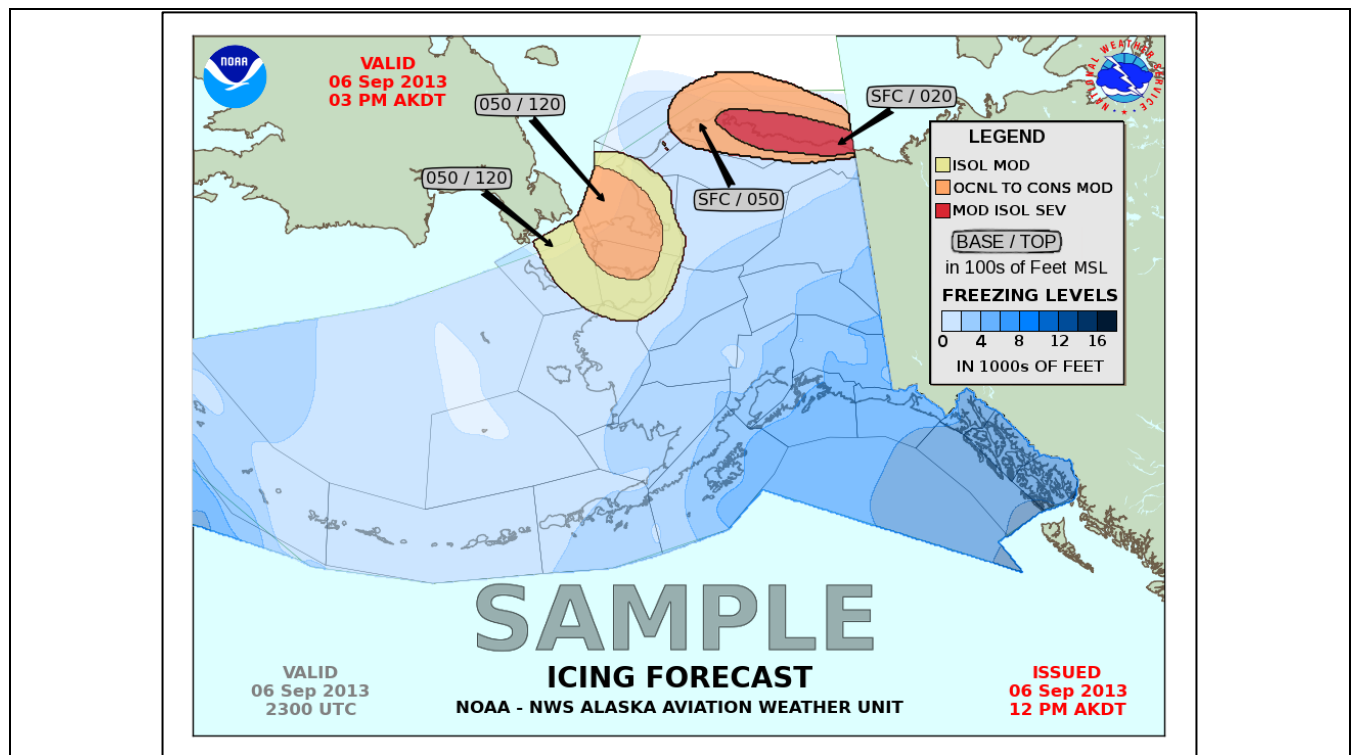 NOAA
VALID
06 Sep 2013
03 PM AKDT
NATIONAL WEATHER SERVICE
050 / 120
SFC / 020
050 / 120
SFC / 050
LEGEND
ISOL MOD
OCNL TO CONS MOD
MOD ISOL SEV
BASE / TOP
in 100s of Feet MSL
FREEZING LEVELS
0 4 8 12 16
IN 1000s OF FEET
SAMPLE
ICING FORECAST
NOAA - NWS ALASKA AVIATION WEATHER UNIT
VALID
06 Sep 2013
2300 UTC
ISSUED
06 Sep 2013
12 PM AKDT